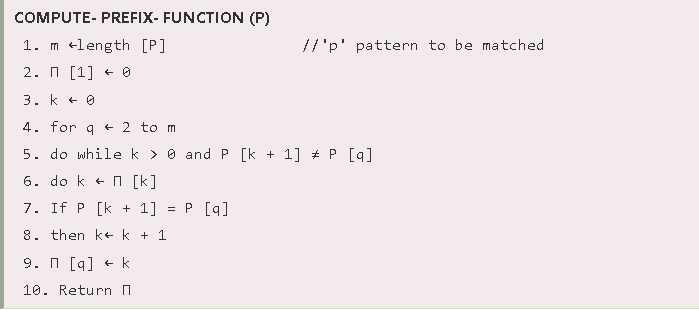 COMPUTE- PREFIX- FUNCTION (P)
1. m ←length [P]                //'p' pattern to be matched
2. Π [1] ← 0
3. k ← 0
4. for q ← 2 to m
5. do while k > 0 and P [k + 1] ≠ P [q]
6. do k ← Π [k]
7. If P [k + 1] = P [q]
8. then k← k + 1
9. Π [q] ← k
10. Return Π